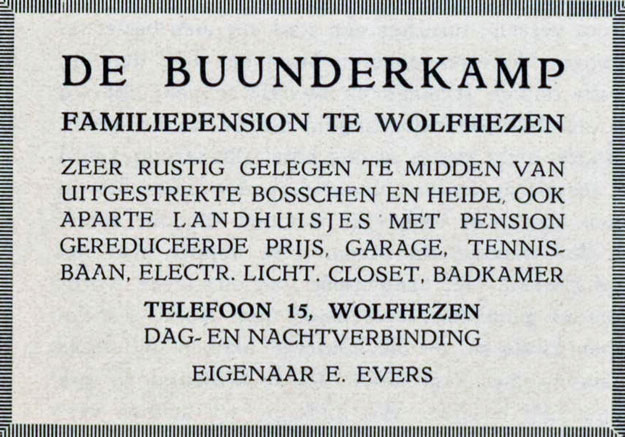 DE BUUNDERKAMP
FAMILIEPENSION TE WOLFHEZEN
ZEER RUSTIG GELEGEN TE MIDDEN VAN
UITGESTREKTE BOSSCHEN EN HEIDE, OOK
APARTE LANDHUISJES MET PENSION
GEREDUCEERDE PRIJS, GARAGE, TENNIS-
BAAN, ELECTR. LICHT. CLOSET, BADKAMER
TELEFOON 15, WOLFHEZEN
DAG- EN NACHTVERBINDING
EIGENAAR E. EVERS